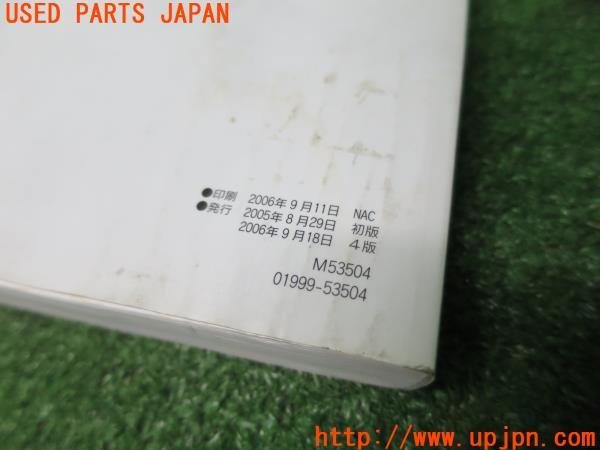 USED PARTS JAPAN
●印刷 2006年9月11日 NAC
●発行 2005年8月29日 初版
2006年9月18日 4版
M53504
01999-53504
http://www.upjpn.com